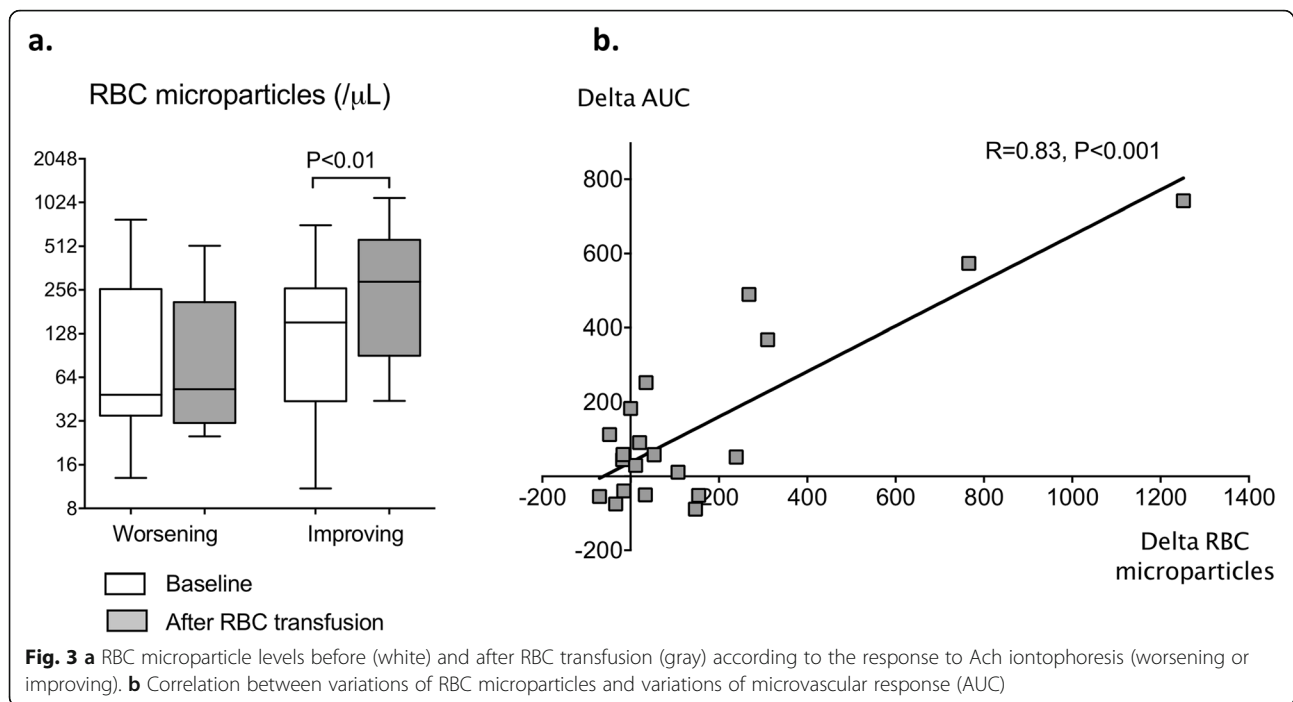 a.
RBC microparticles (/μL)
2048
1024
512
256
128
64
32
16
8
P<0.01
Worsening Improving
Baseline
After RBC transfusion
b.
Delta AUC
R=0.83, P<0.001
800
600
400
200
-200
-200 200 400 600 800 1000 1200 1400
Delta RBC
microparticles
Fig. 3 a RBC microparticle levels before (white) and after RBC transfusion (gray) according to the response to Ach iontophoresis (worsening or
improving). b Correlation between variations of RBC microparticles and variations of microvascular response (AUC)